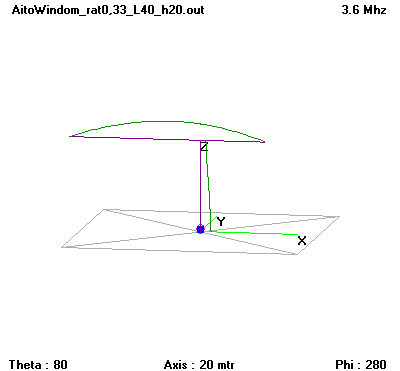 AitoWindom_rat0,33_L40_h20.out 3.6 Mhz
Z
Y
X
Theta : 80 Axis : 20 mtr Phi : 280